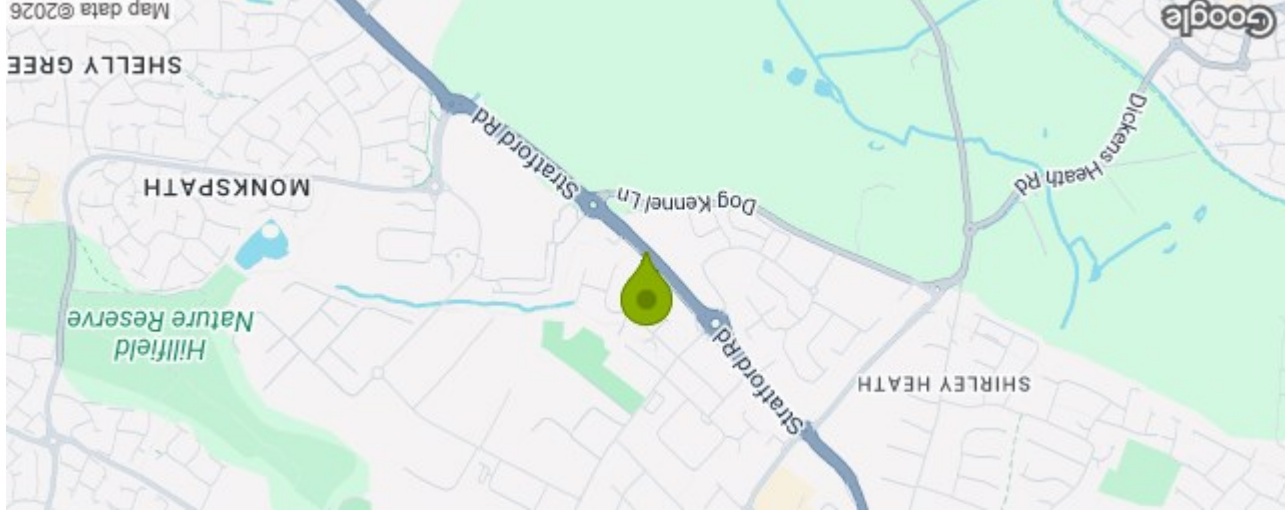 SHIRLEY HEATH
Stratford Rd
Hillfield
Nature Reserve
Dog Kennel Ln
MONKSPATH
Stratford Rd
Dickens Heath Rd
SHELLY GREE
Google
Map data ©2026